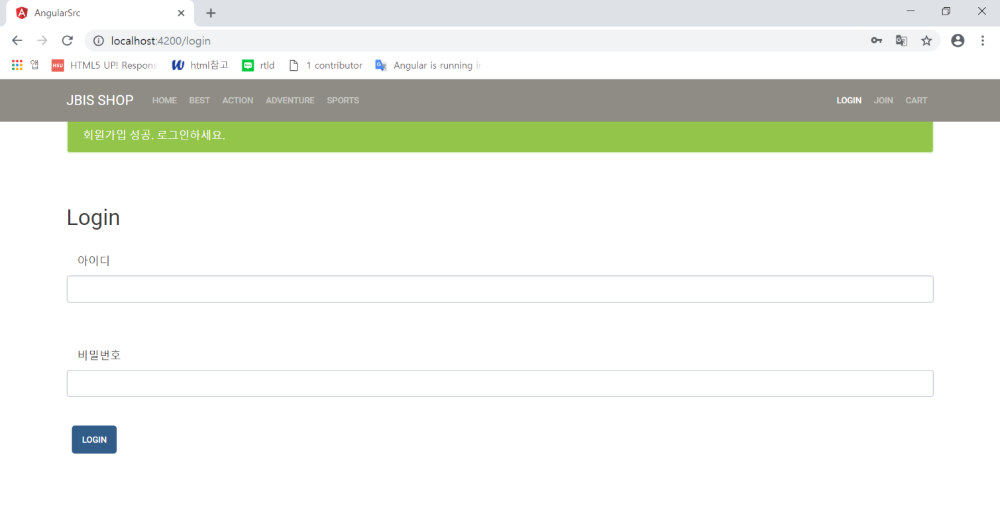 AngularSrc
localhost:4200/login
앱 HTML5 UP! Respons html참고 rtld 1 contributor Angular is running in
JBIS SHOP HOME BEST ACTION ADVENTURE SPORTS LOGIN JOIN CART
회원가입 성공. 로그인하세요.
Login
아이디
비밀번호
LOGIN